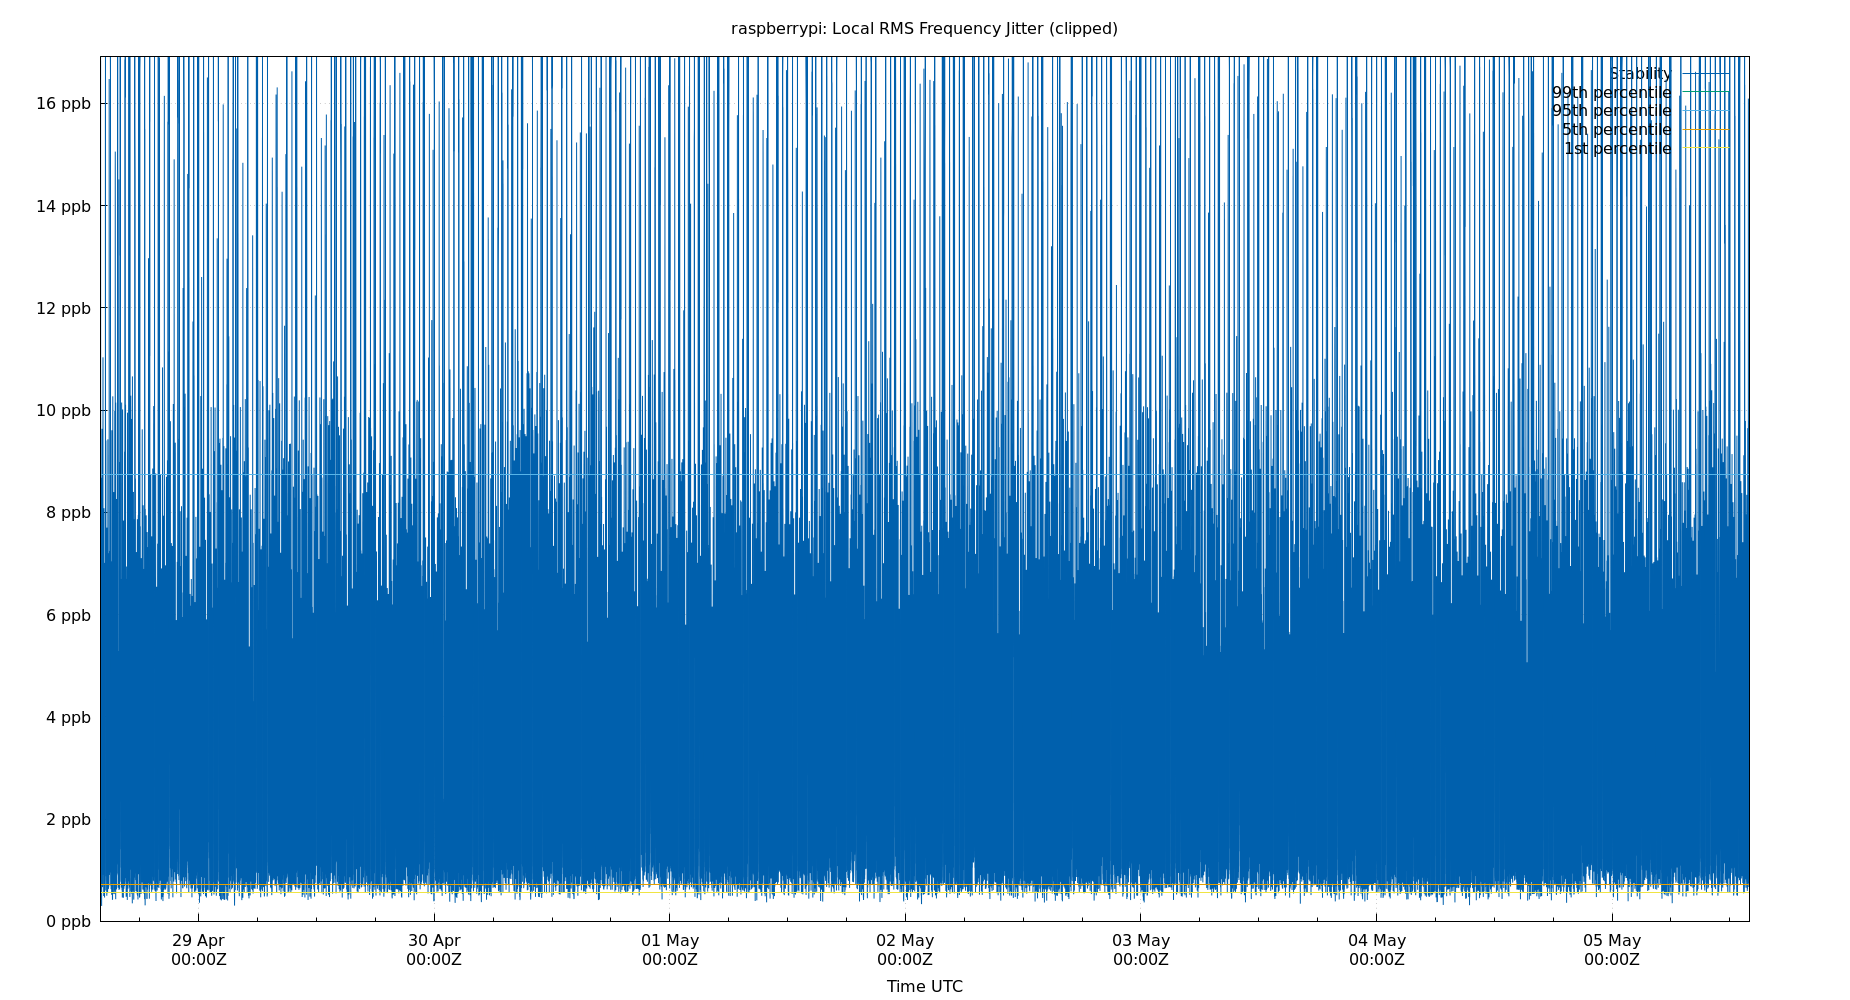 raspberrypi: Local RMS Frequency Jitter (clipped)
Stability
99th percentile
95th percentile
5th percentile
1st percentile
16 ppb
14 ppb
12 ppb
10 ppb
8 ppb
6 ppb
4 ppb
2 ppb
0 ppb
29 Apr 30 Apr 01 May 02 May 03 May 04 May 05 May
00:00Z 00:00Z 00:00Z 00:00Z 00:00Z 00:00Z 00:00Z
Time UTC